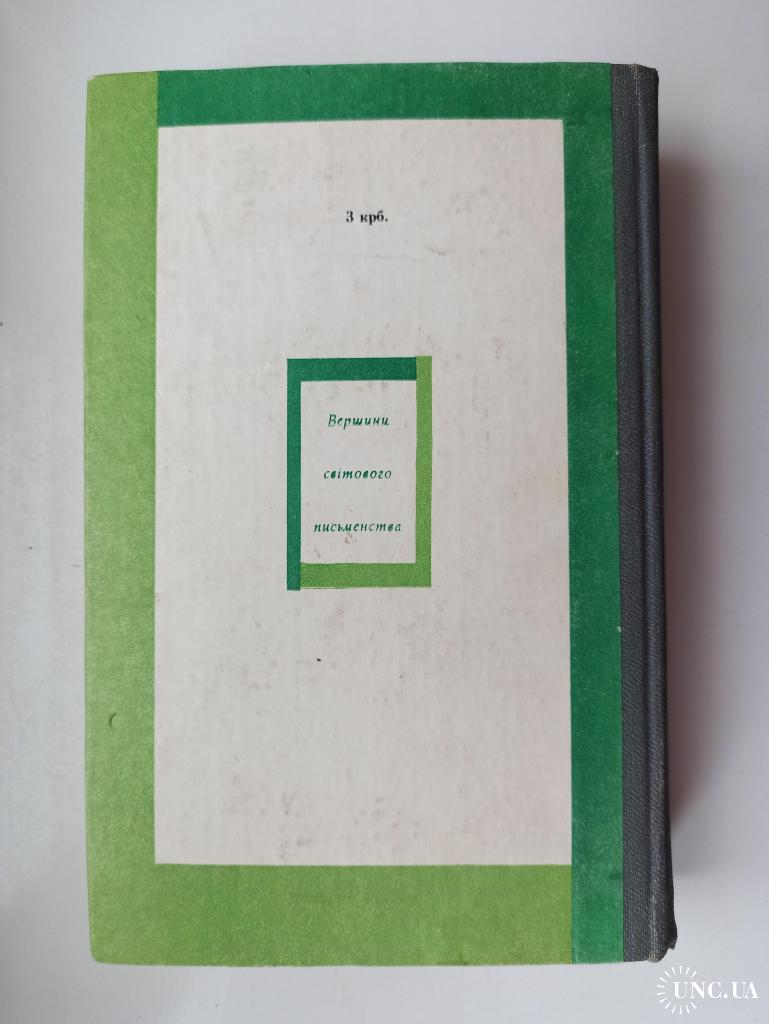 3 крб.
Вершини
світового
письменства
UNC.UA